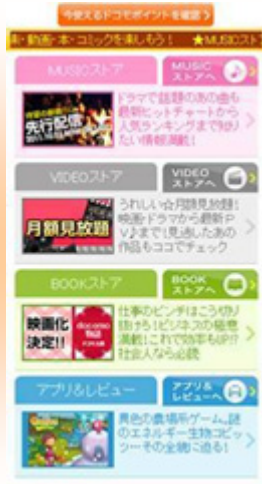 今使えるドコモポイントを確認
画・動画・本・コミックを楽しもう！ ★MUSICスト
MUSICストア
MUSIC
ストアへ
先行配信
ドラマで話題のあの曲も
最新ヒットチャートから
人気ランキングまで知り
たい情報満載!
VIDEOストア
VIDEO
ストアへ
月額見放題
うれしい☆月額見放題!
映画・ドラマから最新P
V♪まで!見逃したあの
作品もココでチェック
BOOKストア
BOOK
ストアへ
映画化
決定!!
docomo
仕事のピンチはこう切り
抜けろ!ビジネスの極意
満載!これで効率もUP!?
社会人なら必読
アプリ&レビュー
アプリ&
レビューへ
異色の農場系ゲーム。謎
のエネルギー生物コビッ
ツ…その全貌に迫る!